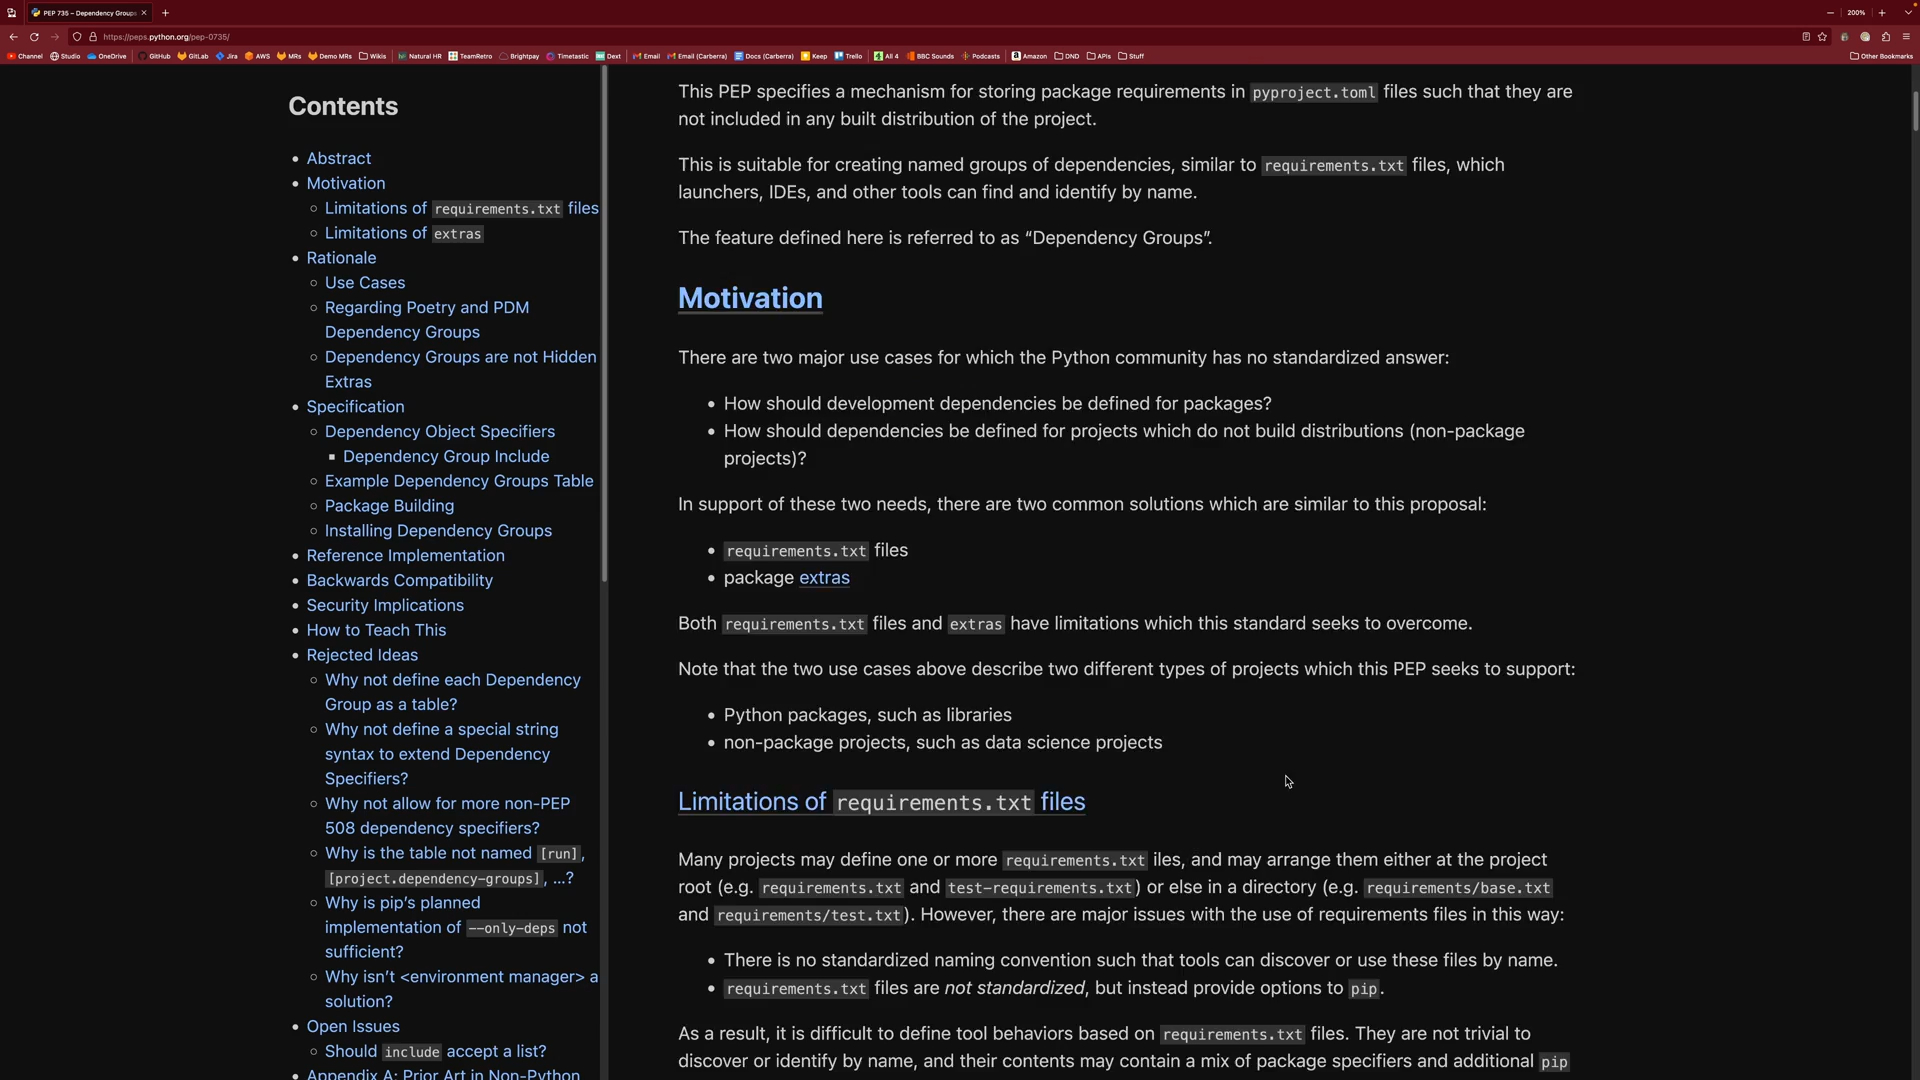 PEP 735 – Dependency Groups
200%
https://peps.python.org/pep-0735/
Channel Studio OneDrive GitHub GitLab Jira AWS MRs Demo MRs Wikis Natural HR TeamRetro Brightpay Timetastic Dext Email Email (Carberra) Docs (Carberra) Keep Trello All 4 BBC Sounds Podcasts Amazon DND APIs Stuff Other Bookmarks
Contents
• Abstract
• Motivation
Limitations of requirements.txt files
Limitations of extras
• Rationale
Use Cases
Regarding Poetry and PDM
Dependency Groups
Dependency Groups are not Hidden
Extras
• Specification
Dependency Object Specifiers
Dependency Group Include
Example Dependency Groups Table
Package Building
Installing Dependency Groups
• Reference Implementation
• Backwards Compatibility
• Security Implications
• How to Teach This
• Rejected Ideas
Why not define each Dependency
Group as a table?
Why not define a special string
syntax to extend Dependency
Specifiers?
Why not allow for more non-PEP
508 dependency specifiers?
Why is the table not named [run],
[project.dependency-groups], …?
Why is pip’s planned
implementation of --only-deps not
sufficient?
Why isn’t <environment manager> a
solution?
• Open Issues
Should include accept a list?
• Appendix A: Prior Art in Non-Python
This PEP specifies a mechanism for storing package requirements in pyproject.toml files such that they are
not included in any built distribution of the project.
This is suitable for creating named groups of dependencies, similar to requirements.txt files, which
launchers, IDEs, and other tools can find and identify by name.
The feature defined here is referred to as “Dependency Groups”.
Motivation
There are two major use cases for which the Python community has no standardized answer:
• How should development dependencies be defined for packages?
• How should dependencies be defined for projects which do not build distributions (non-package
projects)?
In support of these two needs, there are two common solutions which are similar to this proposal:
• requirements.txt files
• package extras
Both requirements.txt files and extras have limitations which this standard seeks to overcome.
Note that the two use cases above describe two different types of projects which this PEP seeks to support:
• Python packages, such as libraries
• non-package projects, such as data science projects
Limitations of requirements.txt files
Many projects may define one or more requirements.txt iles, and may arrange them either at the project
root (e.g. requirements.txt and test-requirements.txt) or else in a directory (e.g. requirements/base.txt
and requirements/test.txt). However, there are major issues with the use of requirements files in this way:
• There is no standardized naming convention such that tools can discover or use these files by name.
• requirements.txt files are not standardized, but instead provide options to pip.
As a result, it is difficult to define tool behaviors based on requirements.txt files. They are not trivial to
discover or identify by name, and their contents may contain a mix of package specifiers and additional pip